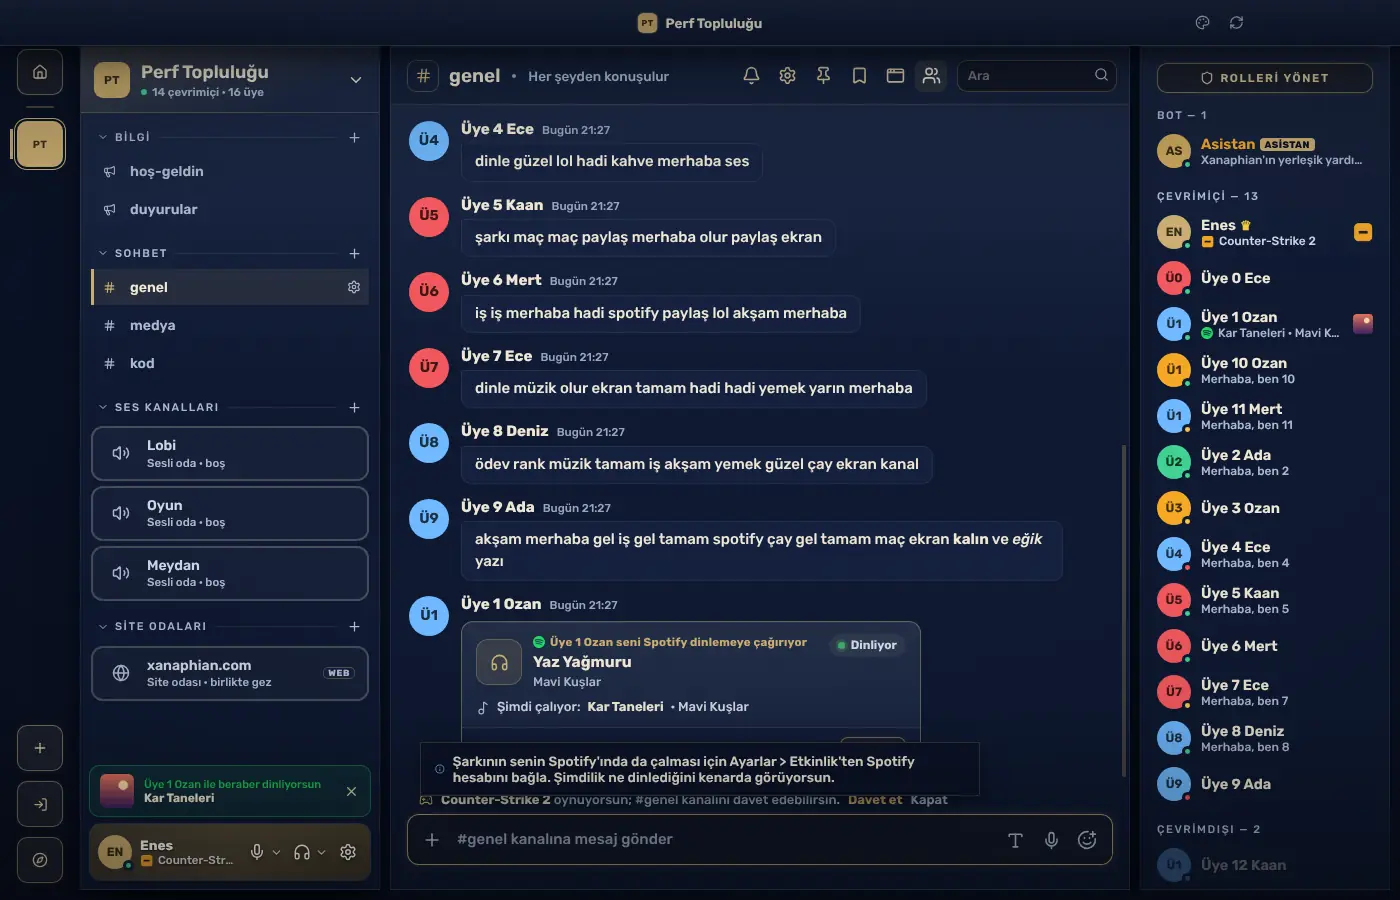 PT Perf Topluluğu
PT
PT Perf Topluluğu
14 çevrimiçi • 16 üye
BİLGİ
hoş-geldin
duyurular
SOHBET
# genel
# medya
# kod
SES KANALLARI
Lobi
Sesli oda • boş
Oyun
Sesli oda • boş
Meydan
Sesli oda • boş
SİTE ODALARI
xanaphian.com
Site odası • birlikte gez
WEB
Üye 1 Ozan ile beraber dinliyorsun
Kar Taneleri
EN Enes
Counter-Str...
# genel • Her şeyden konuşulur
Ara
Ü4 Üye 4 Ece Bugün 21:27
dinle güzel lol hadi kahve merhaba ses
Ü5 Üye 5 Kaan Bugün 21:27
şarkı maç maç paylaş merhaba olur paylaş ekran
Ü6 Üye 6 Mert Bugün 21:27
iş iş merhaba hadi spotify paylaş lol akşam merhaba
Ü7 Üye 7 Ece Bugün 21:27
dinle müzik olur ekran tamam hadi hadi yemek yarın merhaba
Ü8 Üye 8 Deniz Bugün 21:27
ödev rank müzik tamam iş akşam yemek güzel çay ekran kanal
Ü9 Üye 9 Ada Bugün 21:27
akşam merhaba gel iş gel tamam spotify çay gel tamam maç ekran kalın ve eğik
yazı
Ü1 Üye 1 Ozan Bugün 21:27
Üye 1 Ozan seni Spotify dinlemeye çağırıyor
Dinliyor
Yaz Yağmuru
Mavi Kuşlar
Şimdi çalıyor: Kar Taneleri • Mavi Kuşlar
Şarkının senin Spotify'ında da çalması için Ayarlar > Etkinlik'ten Spotify
hesabını bağla. Şimdilik ne dinlediğini kenarda görüyorsun.
Counter-Strike 2 oynuyorsun; #genel kanalını davet edebilirsin. Davet et Kapat
#genel kanalına mesaj gönder
ROLLERİ YÖNET
BOT — 1
AS Asistan ASİSTAN
Xanaphian'ın yerleşik yardı...
ÇEVRİMİÇİ — 13
EN Enes
Counter-Strike 2
Ü0 Üye 0 Ece
Ü1 Üye 1 Ozan
Kar Taneleri • Mavi K...
Ü1 Üye 10 Ozan
Merhaba, ben 10
Ü1 Üye 11 Mert
Merhaba, ben 11
Ü2 Üye 2 Ada
Merhaba, ben 2
Ü3 Üye 3 Ozan
Ü4 Üye 4 Ece
Merhaba, ben 4
Ü5 Üye 5 Kaan
Merhaba, ben 5
Ü6 Üye 6 Mert
Ü7 Üye 7 Ece
Merhaba, ben 7
Ü8 Üye 8 Deniz
Merhaba, ben 8
Ü9 Üye 9 Ada
ÇEVRİMDIŞI — 2
Ü1 Üye 12 Kaan